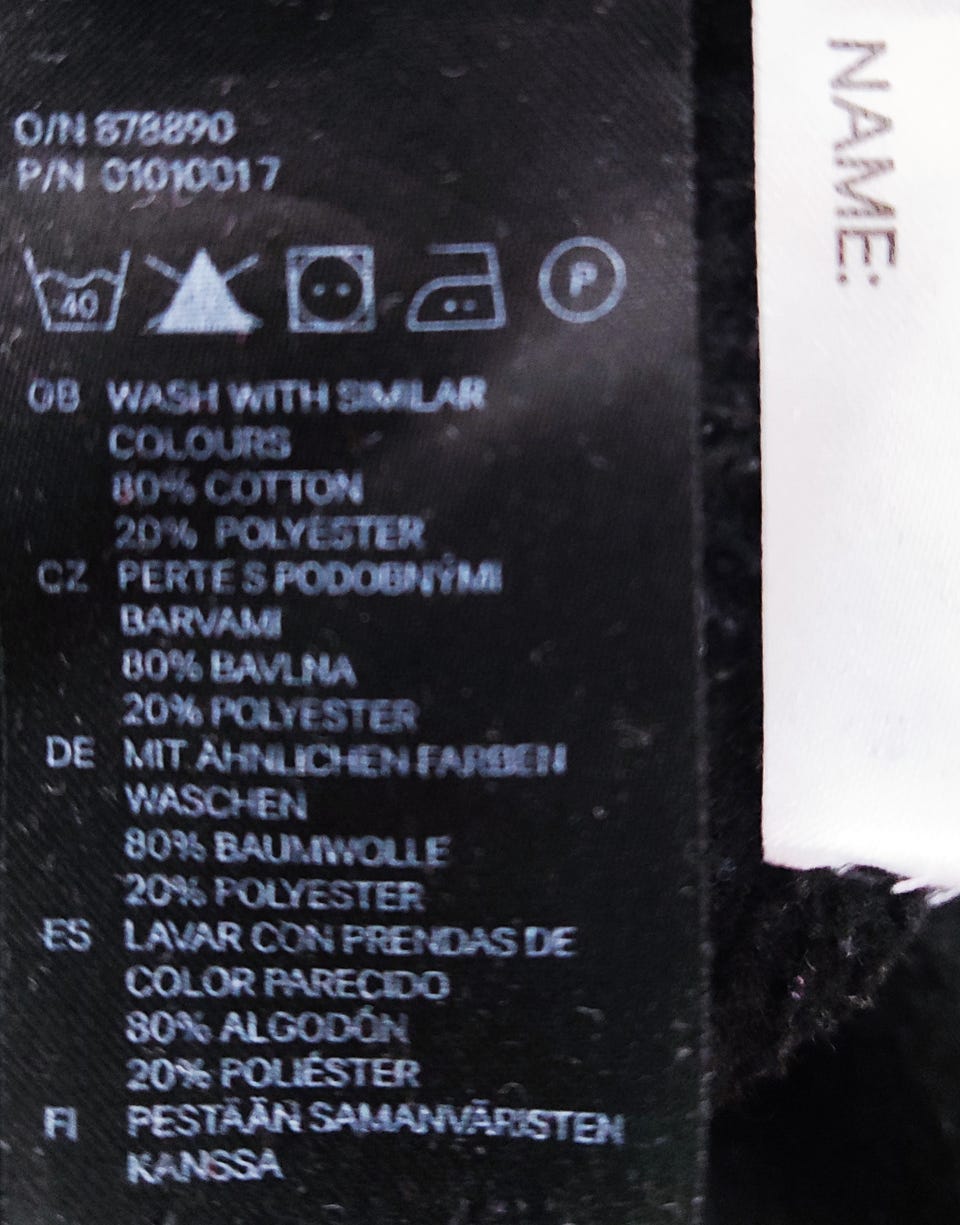 O/N 878890
P/N 01010017
40
P
GB WASH WITH SIMILAR
COLOURS
80% COTTON
20% POLYESTER
CZ PERTE S PODOBNÝMI
BARVAMI
80% BAVLNA
20% POLYESTER
DE MIT ÄHNLICHEN FARBEN
WASCHEN
80% BAUMWOLLE
20% POLYESTER
ES LAVAR CON PRENDAS DE
COLOR PARECIDO
80% ALGODÓN
20% POLIÉSTER
FI PESTÄÄN SAMANVÄRISTEN
KANSSA
NAME: